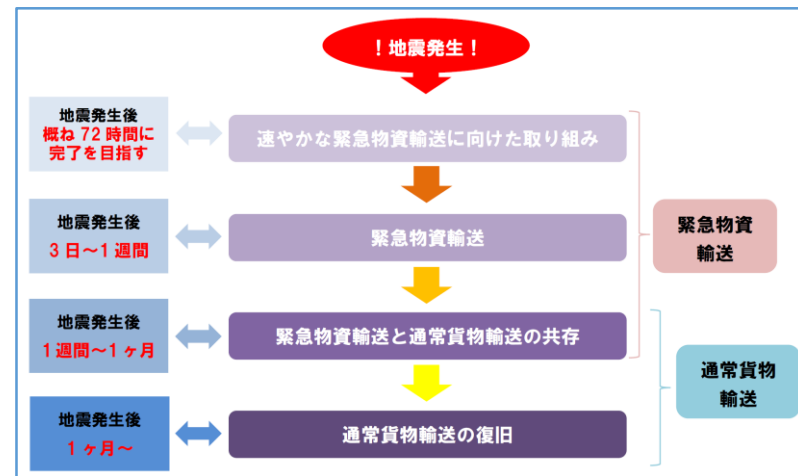 ！地震発生！
地震発生後
概ね 72 時間に
完了を目指す
速やかな緊急物資輸送に向けた取り組み
地震発生後
3 日～1 週間
緊急物資輸送
緊急物資
輸送
地震発生後
1 週間～1 ヶ月
緊急物資輸送と通常貨物輸送の共存
通常貨物
輸送
地震発生後
1 ヶ月～
通常貨物輸送の復旧